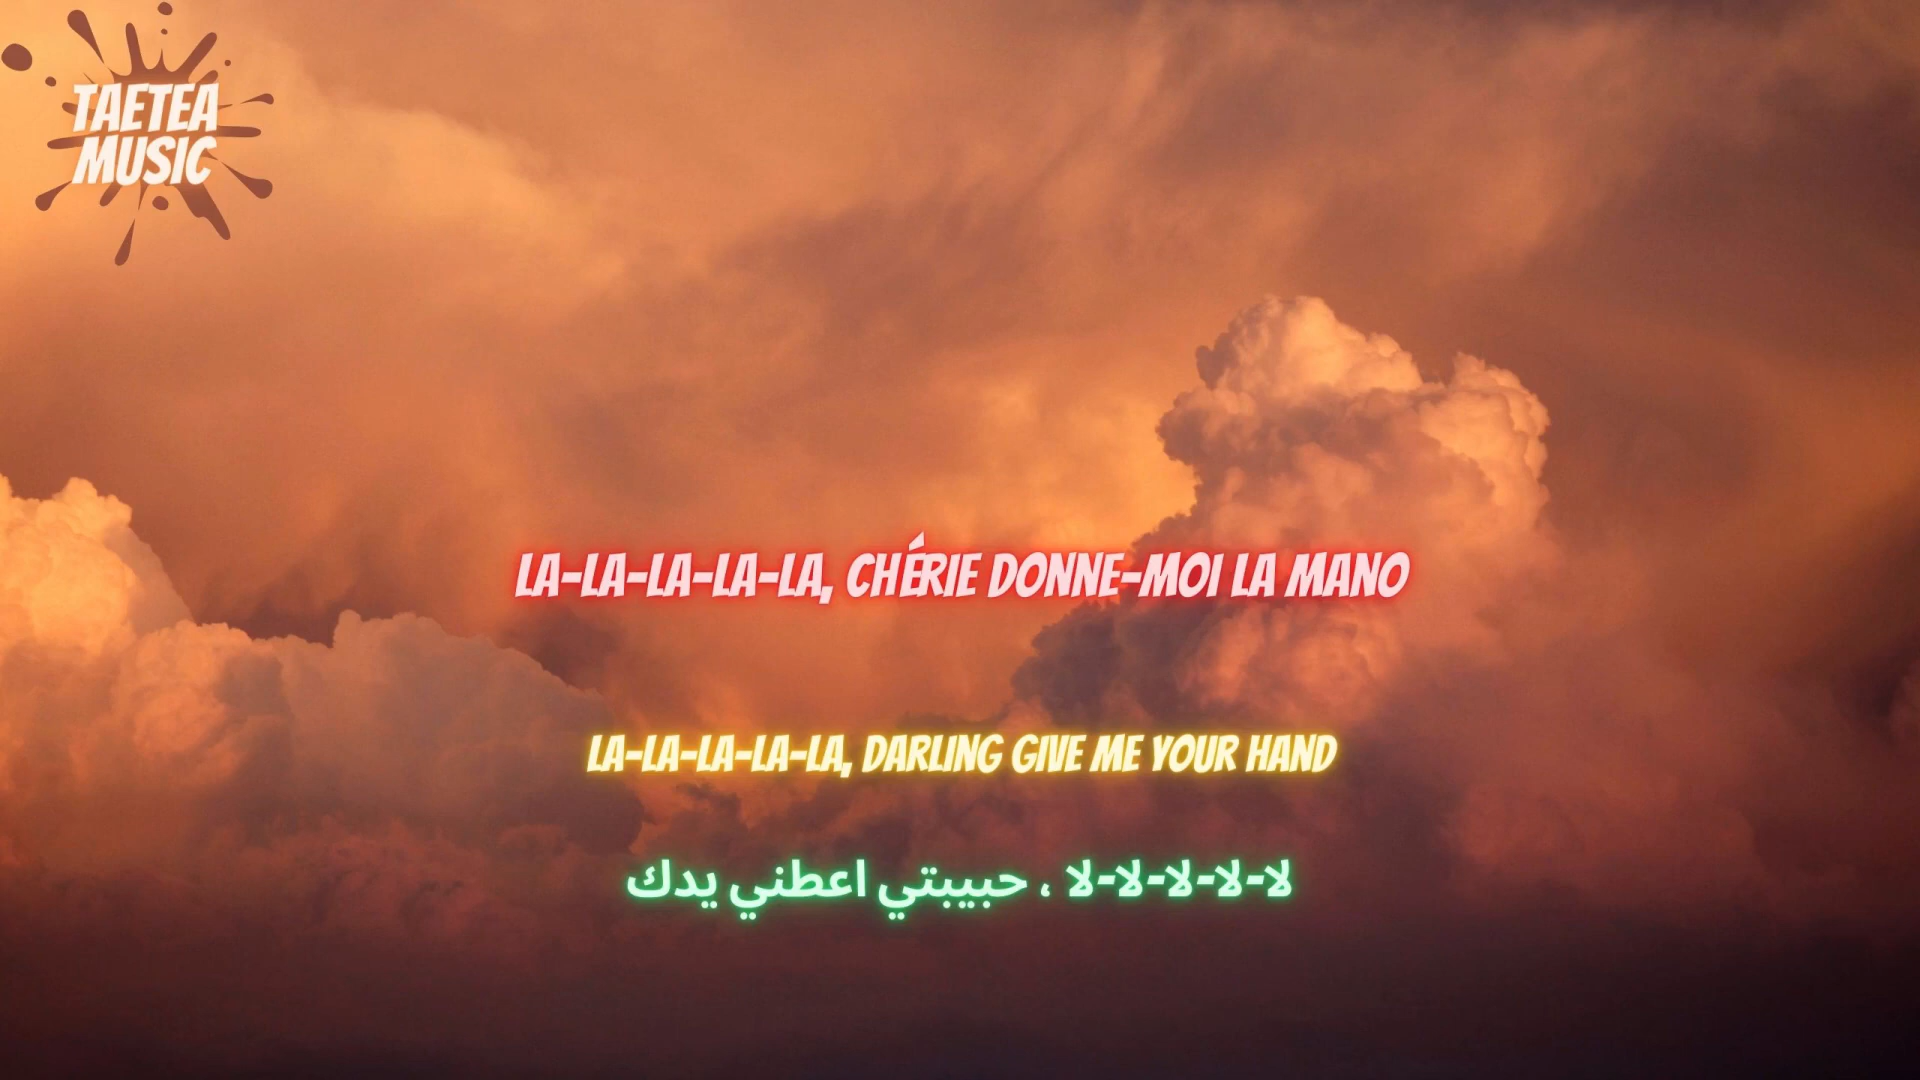 TAETEA
MUSIC
LA-LA-LA-LA-LA, CHÉRIE DONNE-MOI LA MANO
LA-LA-LA-LA-LA, DARLING GIVE ME YOUR HAND
لا-لا-لا-لا-لا ، حبيبتي اعطني يدك